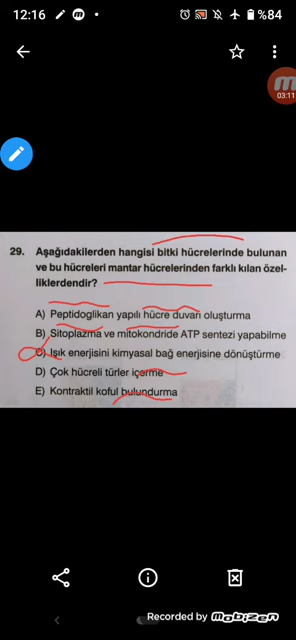 12:16
%84
03:11
29. Aşağıdakilerden hangisi bitki hücrelerinde bulunan
ve bu hücreleri mantar hücrelerinden farklı kılan özel-
liklerdendir?
A) Peptidoglikan yapılı hücre duvarı oluşturma
B) Sitoplazma ve mitokondride ATP sentezi yapabilme
C) Işık enerjisini kimyasal bağ enerjisine dönüştürme
D) Çok hücreli türler içerme
E) Kontraktil koful bulundurma
Recorded by mobizen